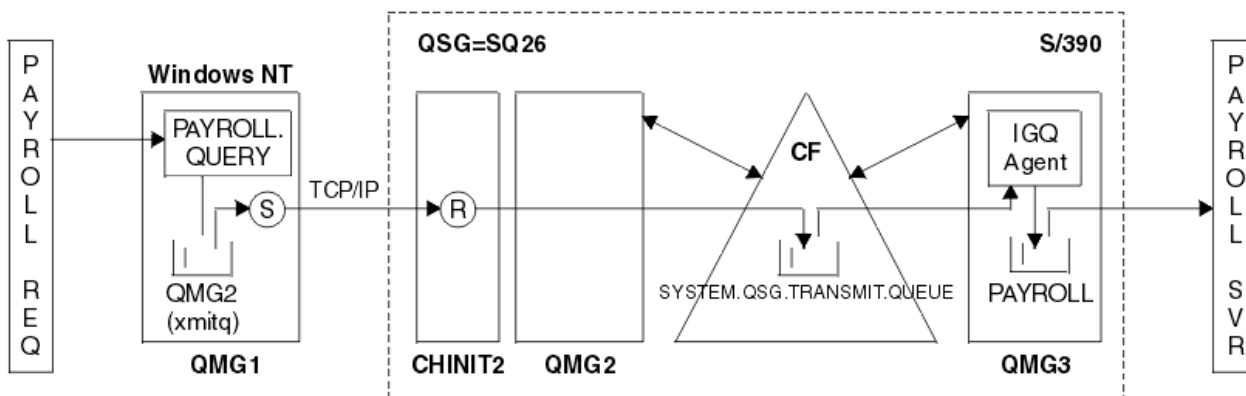 P
A
Y
R
O
L
L
R
E
Q
Windows NT
PAYROLL.
QUERY
S
QMG2
(xmitq)
QMG1
TCP/IP
QSG=SQ26
S/390
R
CHINIT2
QMG2
CF
SYSTEM.QSG.TRANSMIT.QUEUE
IGQ
Agent
PAYROLL
QMG3
P
A
Y
R
O
L
L
S
V
R